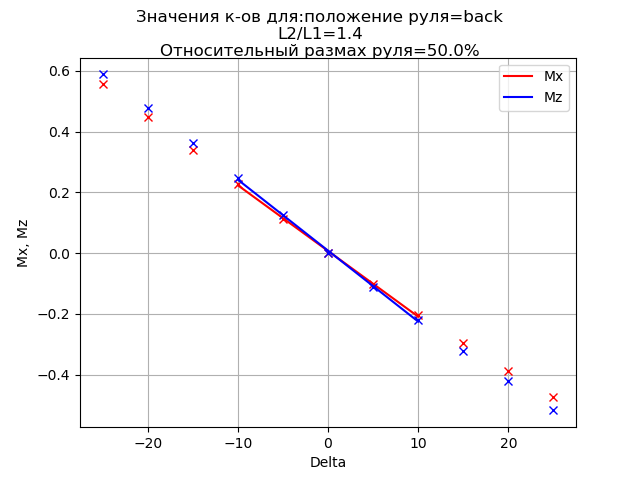 Значения к-ов для:положение руля=back
L2/L1=1.4
Относительный размах руля=50.0%
Mx
Mz
0.6
0.4
0.2
0.0
−0.2
−0.4
Mx, Mz
−20
−10
0
10
20
Delta